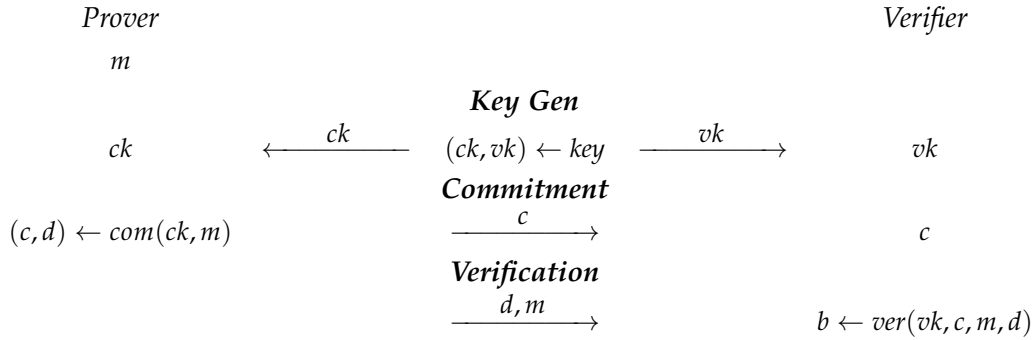 Prover Verifier
m
Key Gen
ck ck (ck, vk) ← key vk vk
Commitment
(c, d) ← com(ck, m) c c
Verification
d, m b ← ver(vk, c, m, d)